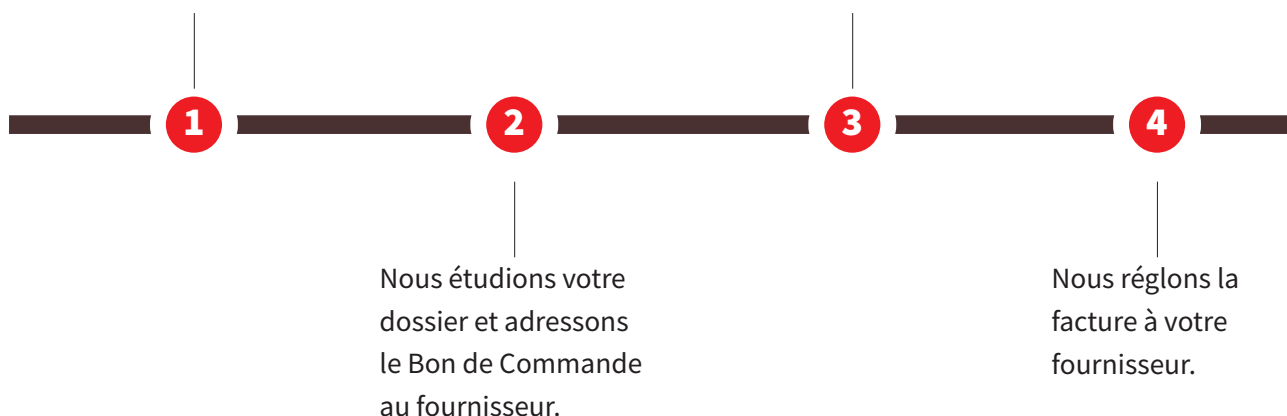 1 2 3 4
Nous étudions votre
dossier et adressons
le Bon de Commande
au fournisseur.
Nous réglons la
facture à votre
fournisseur.